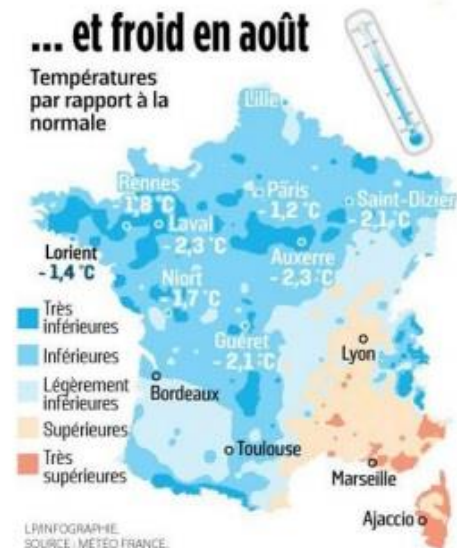 ... et froid en août
Températures
par rapport à la
normale
Lille
Rennes
- 1,8 °C
Paris
- 1,2 °C
Saint-Dizier
- 2,1 °C
Laval
- 2,3 °C
Lorient
- 1,4 °C
Auxerre
- 2,3 °C
Niort
- 1,7 °C
Guéret
- 2,1 °C
Très
inférieures
Inférieures
Légèrement
inférieures
Supérieures
Très
supérieures
Lyon
Bordeaux
Toulouse
Marseille
Ajaccio
LP/INFOGRAPHIE.
SOURCE : MÉTÉO FRANCE.